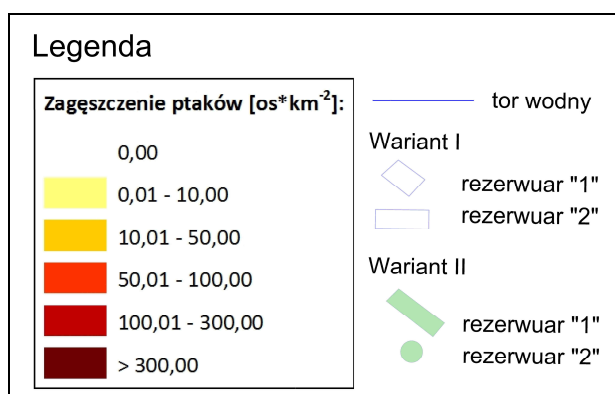 Legenda
Zagęszczenie ptaków [os*km-2]:
0,00
0,01 - 10,00
10,01 - 50,00
50,01 - 100,00
100,01 - 300,00
> 300,00
tor wodny
Wariant I
rezerwuar "1"
rezerwuar "2"
Wariant II
rezerwuar "1"
rezerwuar "2"